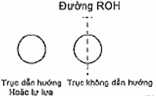 Đường ROH
Trục dẫn hướng
Hoặc tự lựa
Trục không dẫn hướng